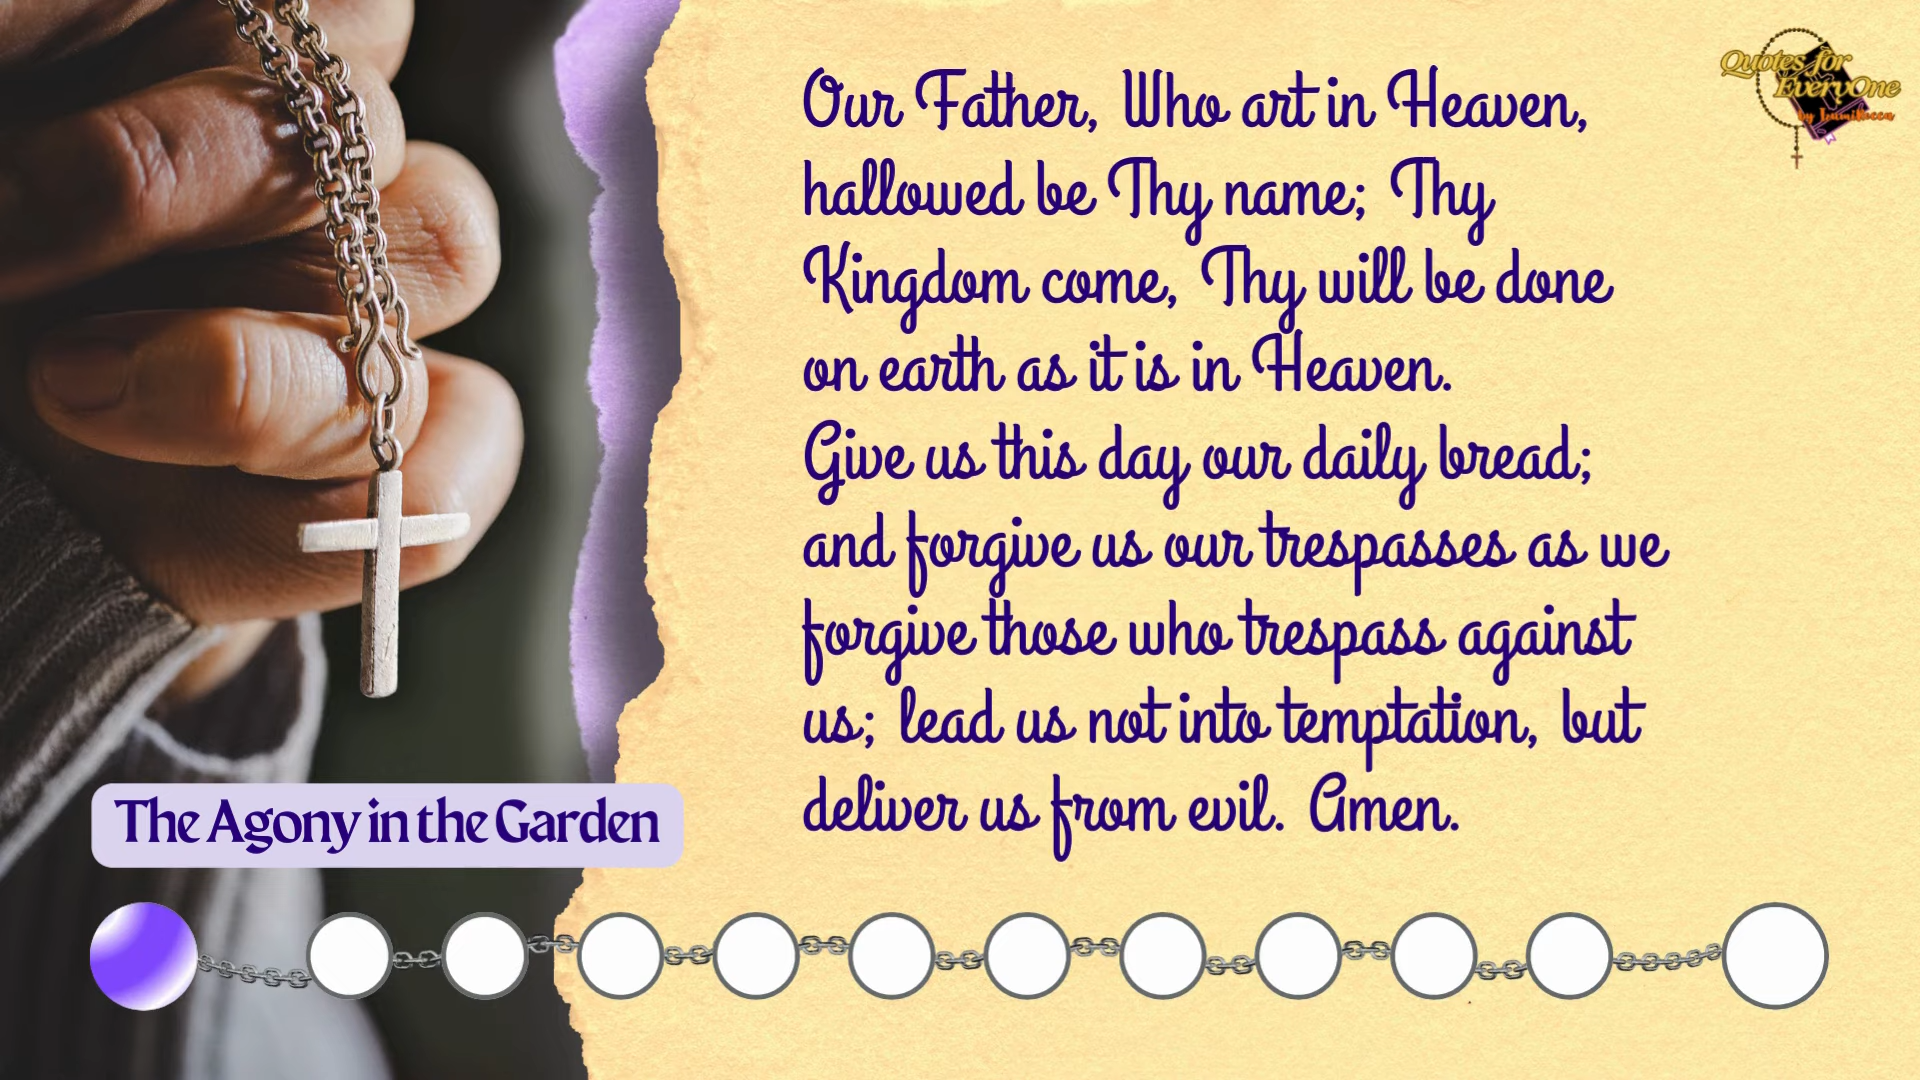 Quotes for
EveryOne
Our Father, Who art in Heaven,
hallowed be Thy name; Thy
Kingdom come, Thy will be done
on earth as it is in Heaven.
Give us this day our daily bread;
and forgive us our trespasses as we
forgive those who trespass against
us; lead us not into temptation, but
deliver us from evil. Amen.
The Agony in the Garden